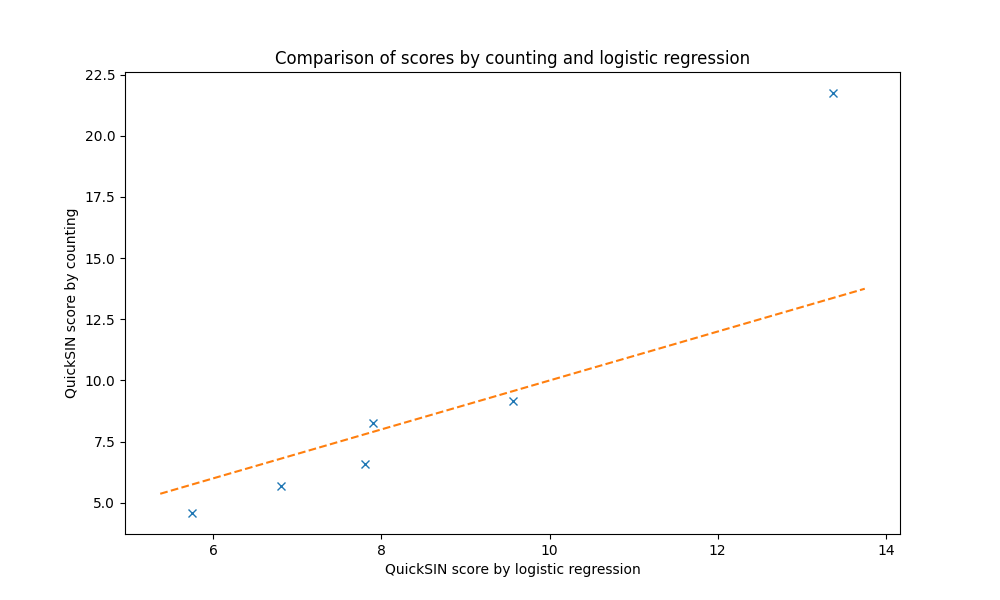 Comparison of scores by counting and logistic regression
QuickSIN score by counting
22.5
20.0
17.5
15.0
12.5
10.0
7.5
5.0
6 8 10 12 14
QuickSIN score by logistic regression